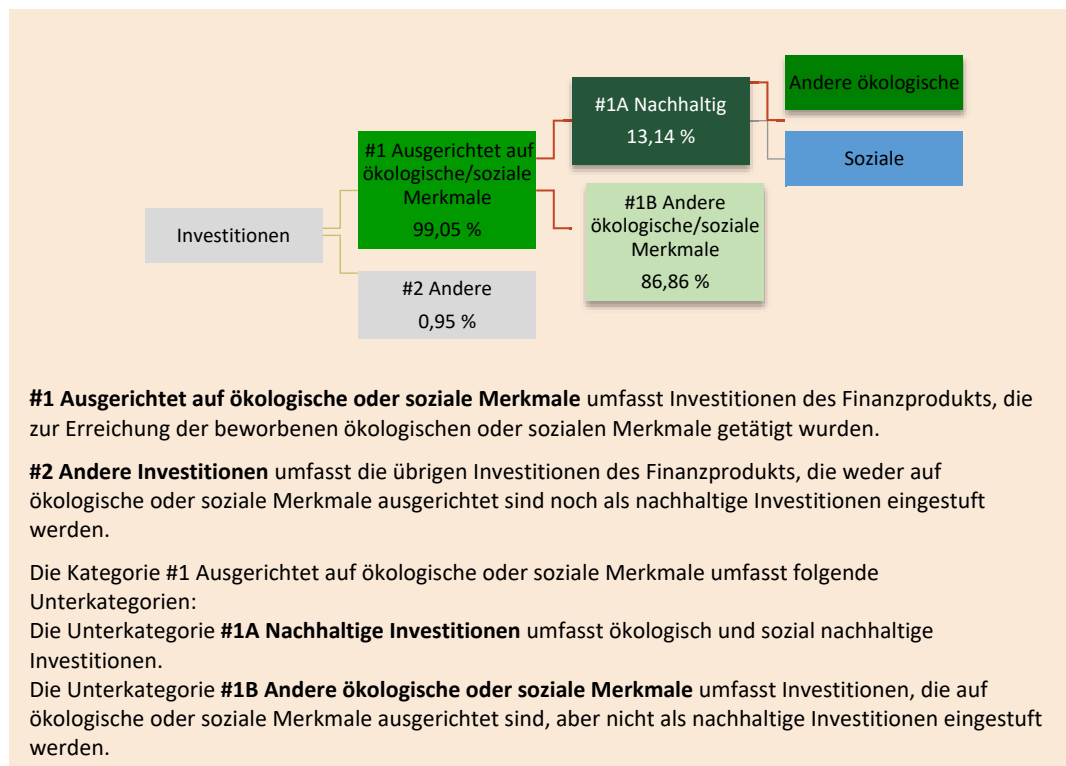 Investitionen
#1 Ausgerichtet auf
ökologische/soziale
Merkmale
99,05 %
#2 Andere
0,95 %
#1A Nachhaltig
13,14 %
#1B Andere
ökologische/soziale
Merkmale
86,86 %
Andere ökologische
Soziale
#1 Ausgerichtet auf ökologische oder soziale Merkmale umfasst Investitionen des Finanzprodukts, die
zur Erreichung der beworbenen ökologischen oder sozialen Merkmale getätigt wurden.
#2 Andere Investitionen umfasst die übrigen Investitionen des Finanzprodukts, die weder auf
ökologische oder soziale Merkmale ausgerichtet sind noch als nachhaltige Investitionen eingestuft
werden.
Die Kategorie #1 Ausgerichtet auf ökologische oder soziale Merkmale umfasst folgende
Unterkategorien:
Die Unterkategorie #1A Nachhaltige Investitionen umfasst ökologisch und sozial nachhaltige
Investitionen.
Die Unterkategorie #1B Andere ökologische oder soziale Merkmale umfasst Investitionen, die auf
ökologische oder soziale Merkmale ausgerichtet sind, aber nicht als nachhaltige Investitionen eingestuft
werden.